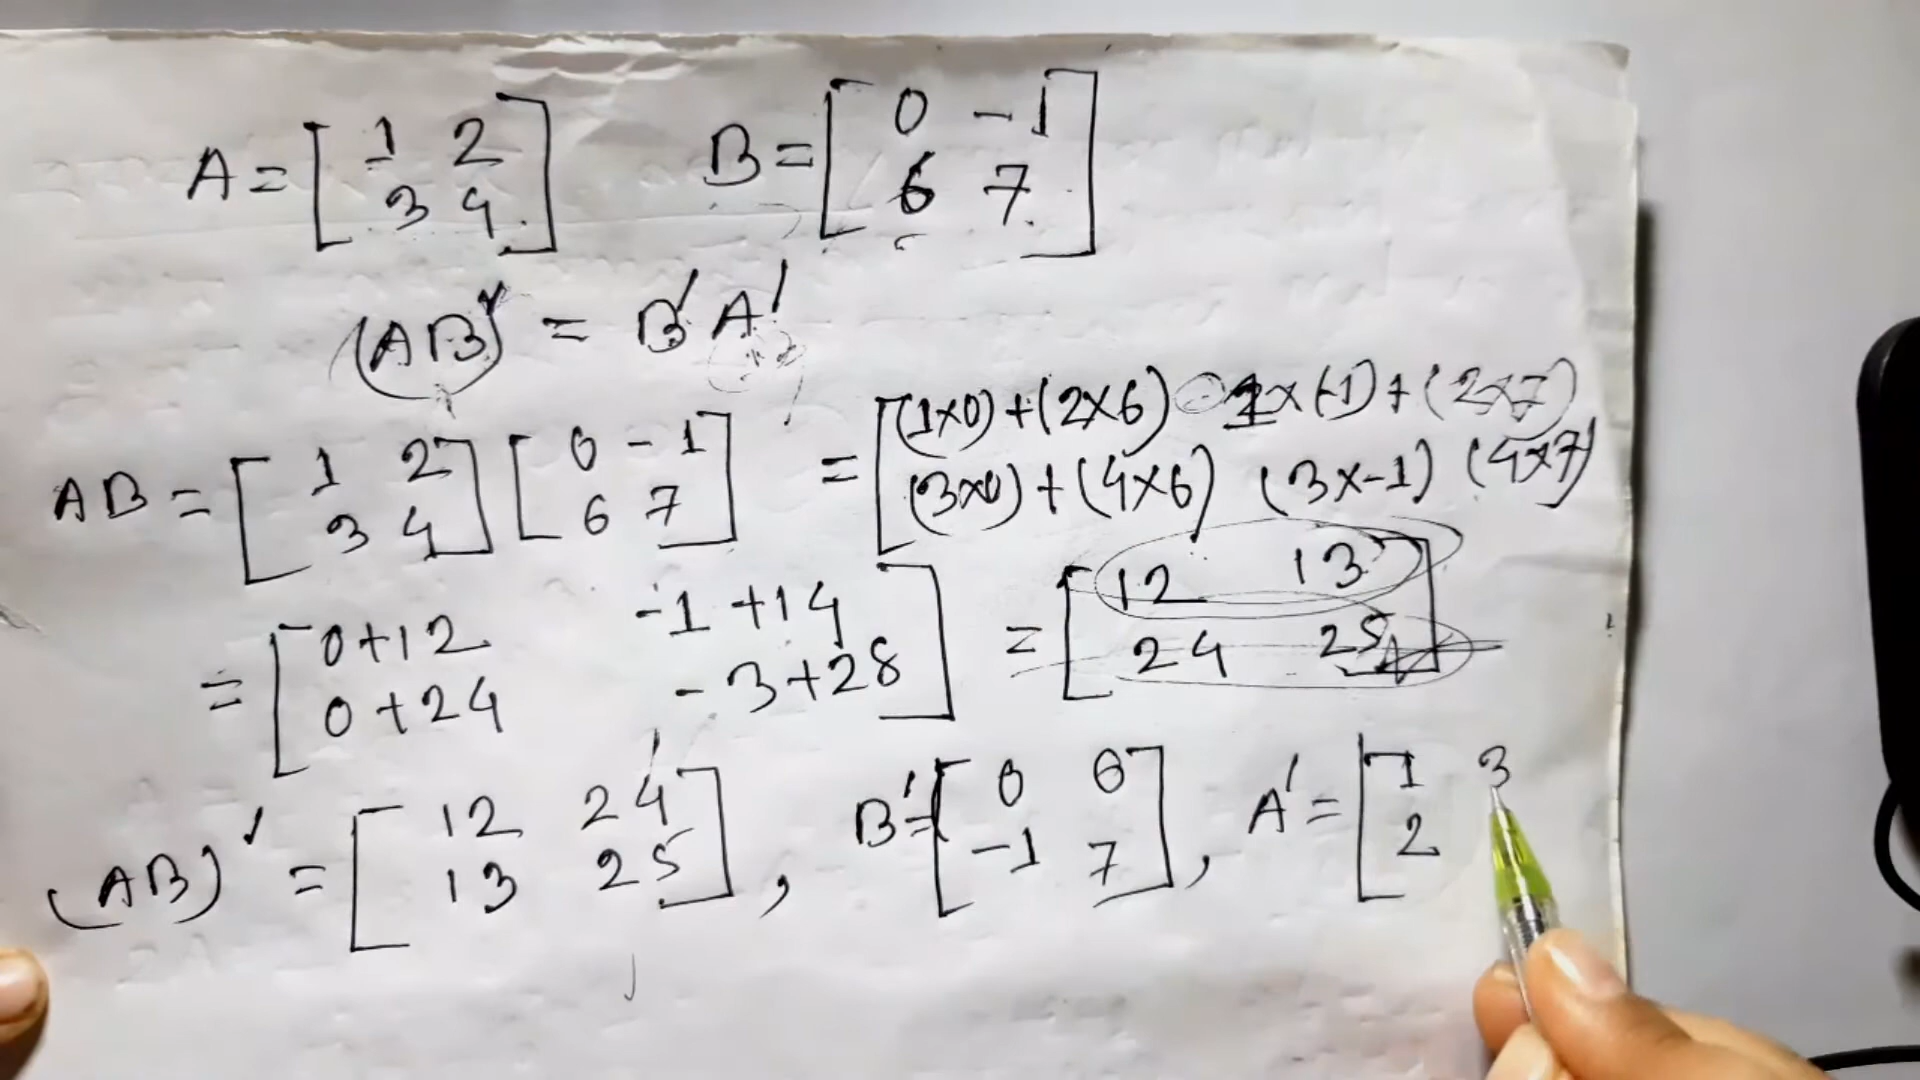 A = [ 1 2   B = [ 0 -1
3 4 ]   6 7 ]
(AB)' = B'A'
AB = [ 1 2   [ 0 -1   = [ (1×0)+(2×6) 1×(-1)+(2×7)
3 4 ]   6 7 ]   (3×0)+(4×6) (3×-1) (4×7)
= [ 0+12 -1+14   = [ 12 13
0+24 -3+28 ]   24 25 ]
(AB)' = [ 12 24   , B' = [ 0 6   , A' = [ 1 3
13 25 ]   -1 7 ]   2